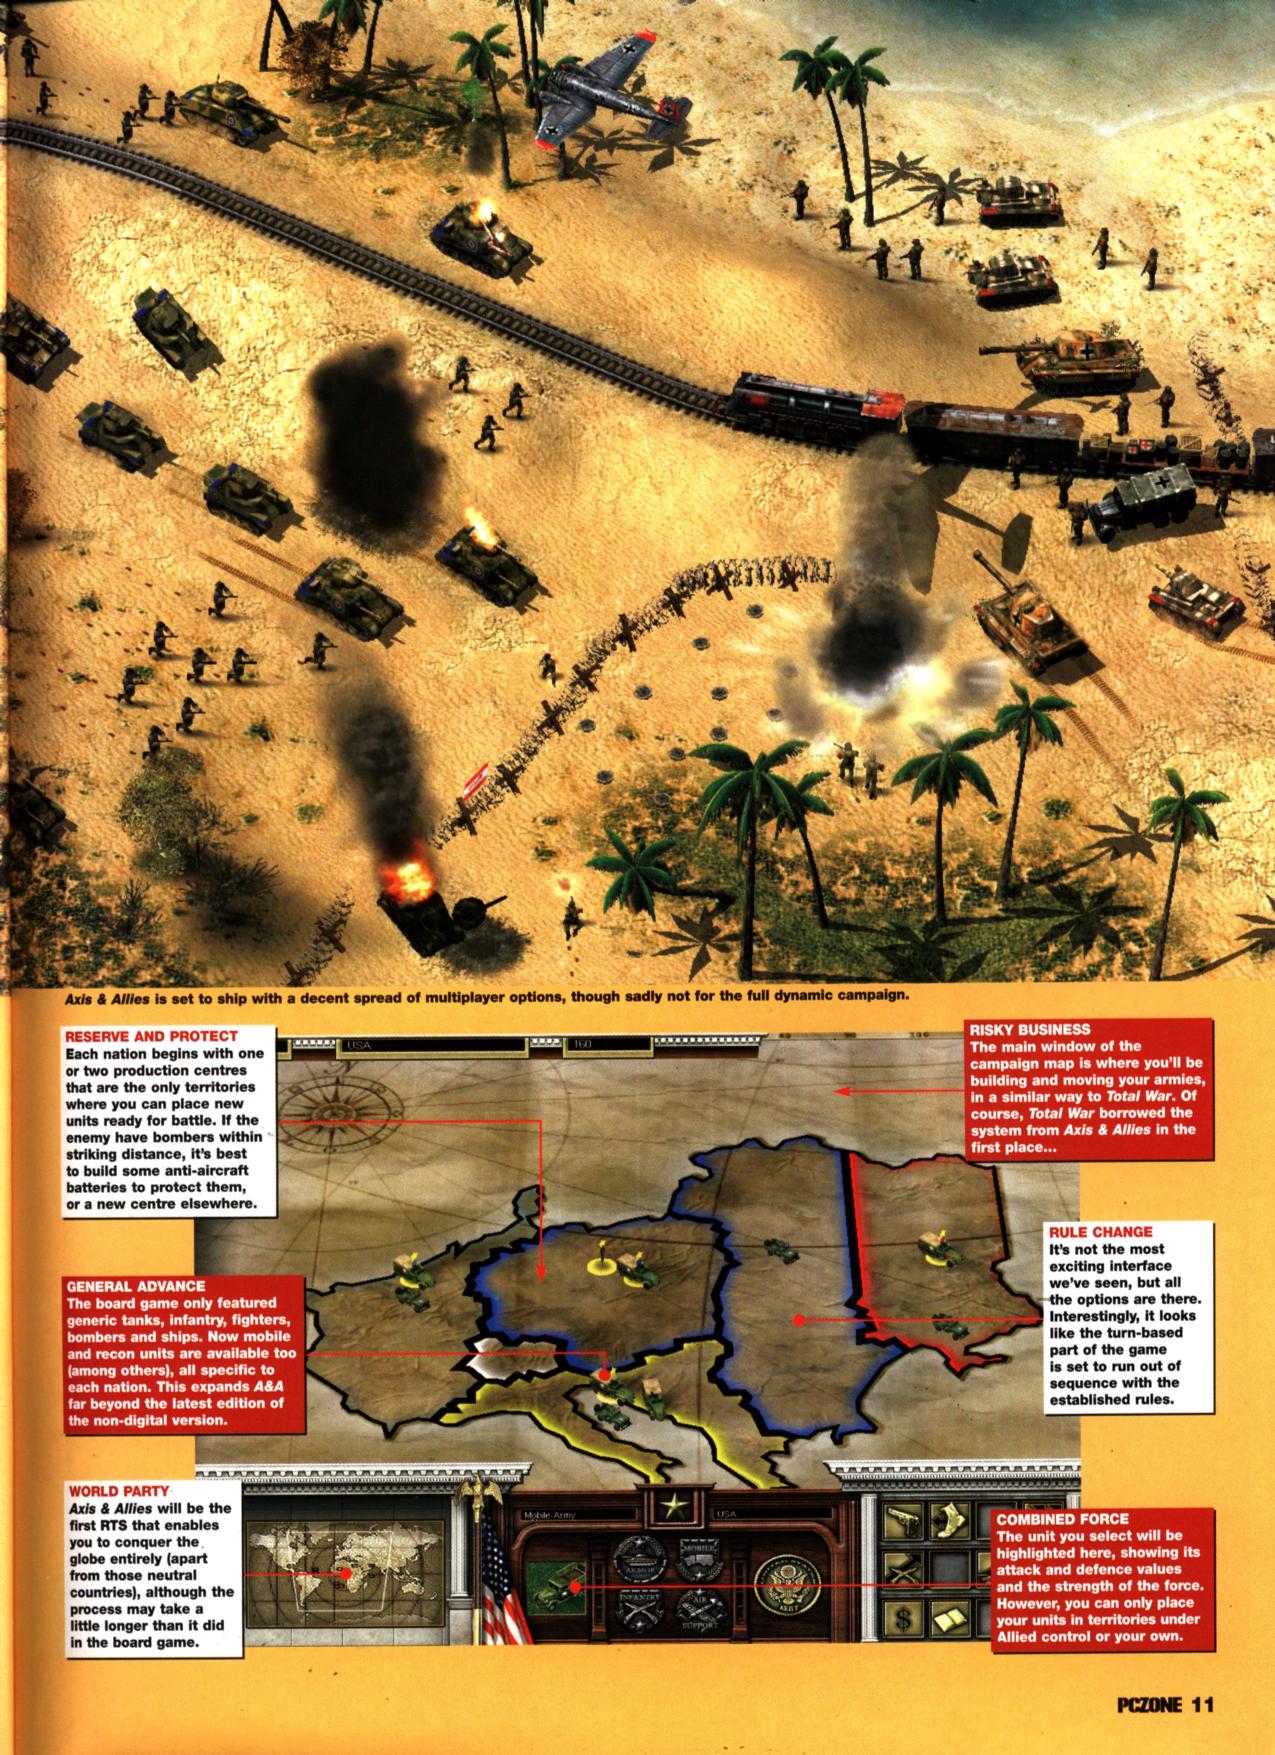 Axis & Allies is set to ship with a decent spread of multiplayer options, though sadly not for the full dynamic campaign.
RESERVE AND PROTECT
Each nation begins with one
or two production centres
that are the only territories
where you can place new
units ready for battle. If the
enemy have bombers within
striking distance, it's best
to build some anti-aircraft
batteries to protect them,
or a new centre elsewhere.
USA
160
RISKY BUSINESS
The main window of the
campaign map is where you'll be
building and moving your armies,
in a similar way to Total War. Of
course, Total War borrowed the
system from Axis & Allies in the
first place...
GENERAL ADVANCE
The board game only featured
generic tanks, infantry, fighters,
bombers and ships. Now mobile
and recon units are available too
(among others), all specific to
each nation. This expands A&A
far beyond the latest edition of
the non-digital version.
RULE CHANGE
It's not the most
exciting interface
we've seen, but all
the options are there.
Interestingly, it looks
like the turn-based
part of the game
is set to run out of
sequence with the
established rules.
WORLD PARTY
Axis & Allies will be the
first RTS that enables
you to conquer the
globe entirely (apart
from those neutral
countries), although the
process may take a
little longer than it did
in the board game.
Mobile Army
USA
ARMOR
MOBILE
INFANTRY
AIR
SUPPORT
ARMY
$
COMBINED FORCE
The unit you select will be
highlighted here, showing its
attack and defence values
and the strength of the force.
However, you can only place
your units in territories under
Allied control or your own.
PCZONE 11